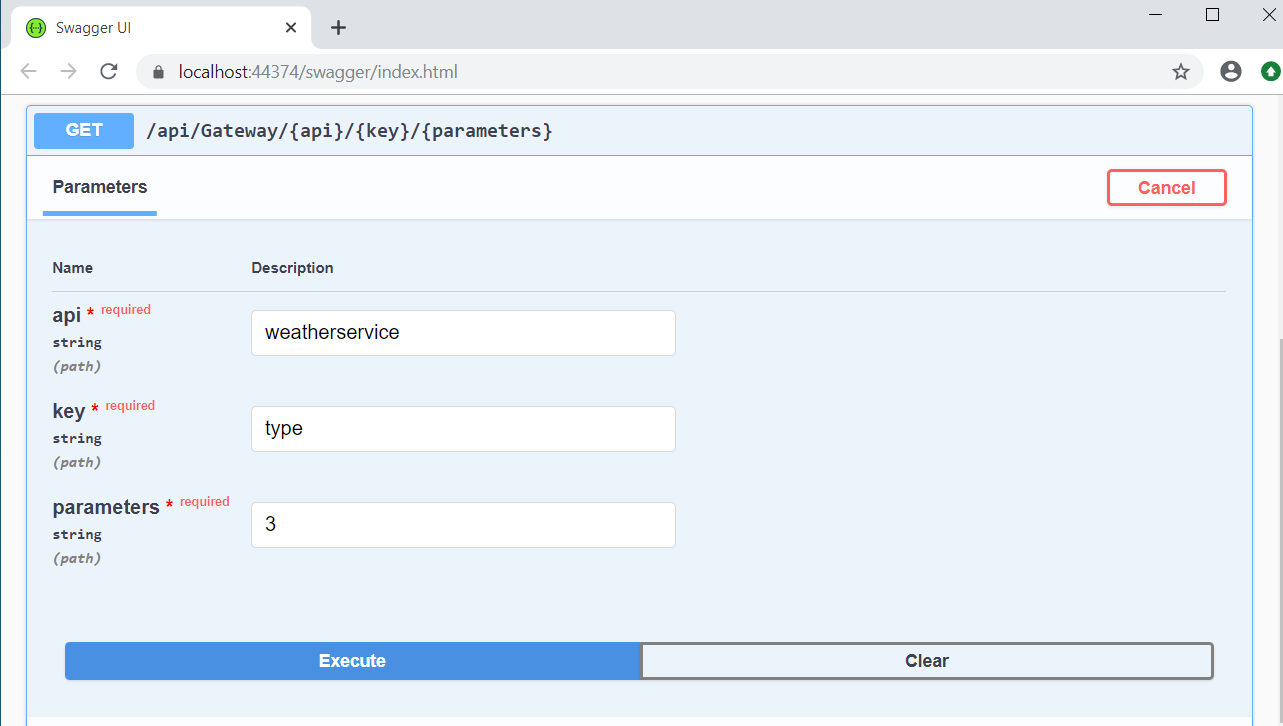 Swagger UI
localhost:44374/swagger/index.html
GET /api/Gateway/{api}/{key}/{parameters}
Parameters
Cancel
Name Description
api * required
weatherservice
string
(path)
key * required
type
string
(path)
parameters * required
3
string
(path)
Execute Clear